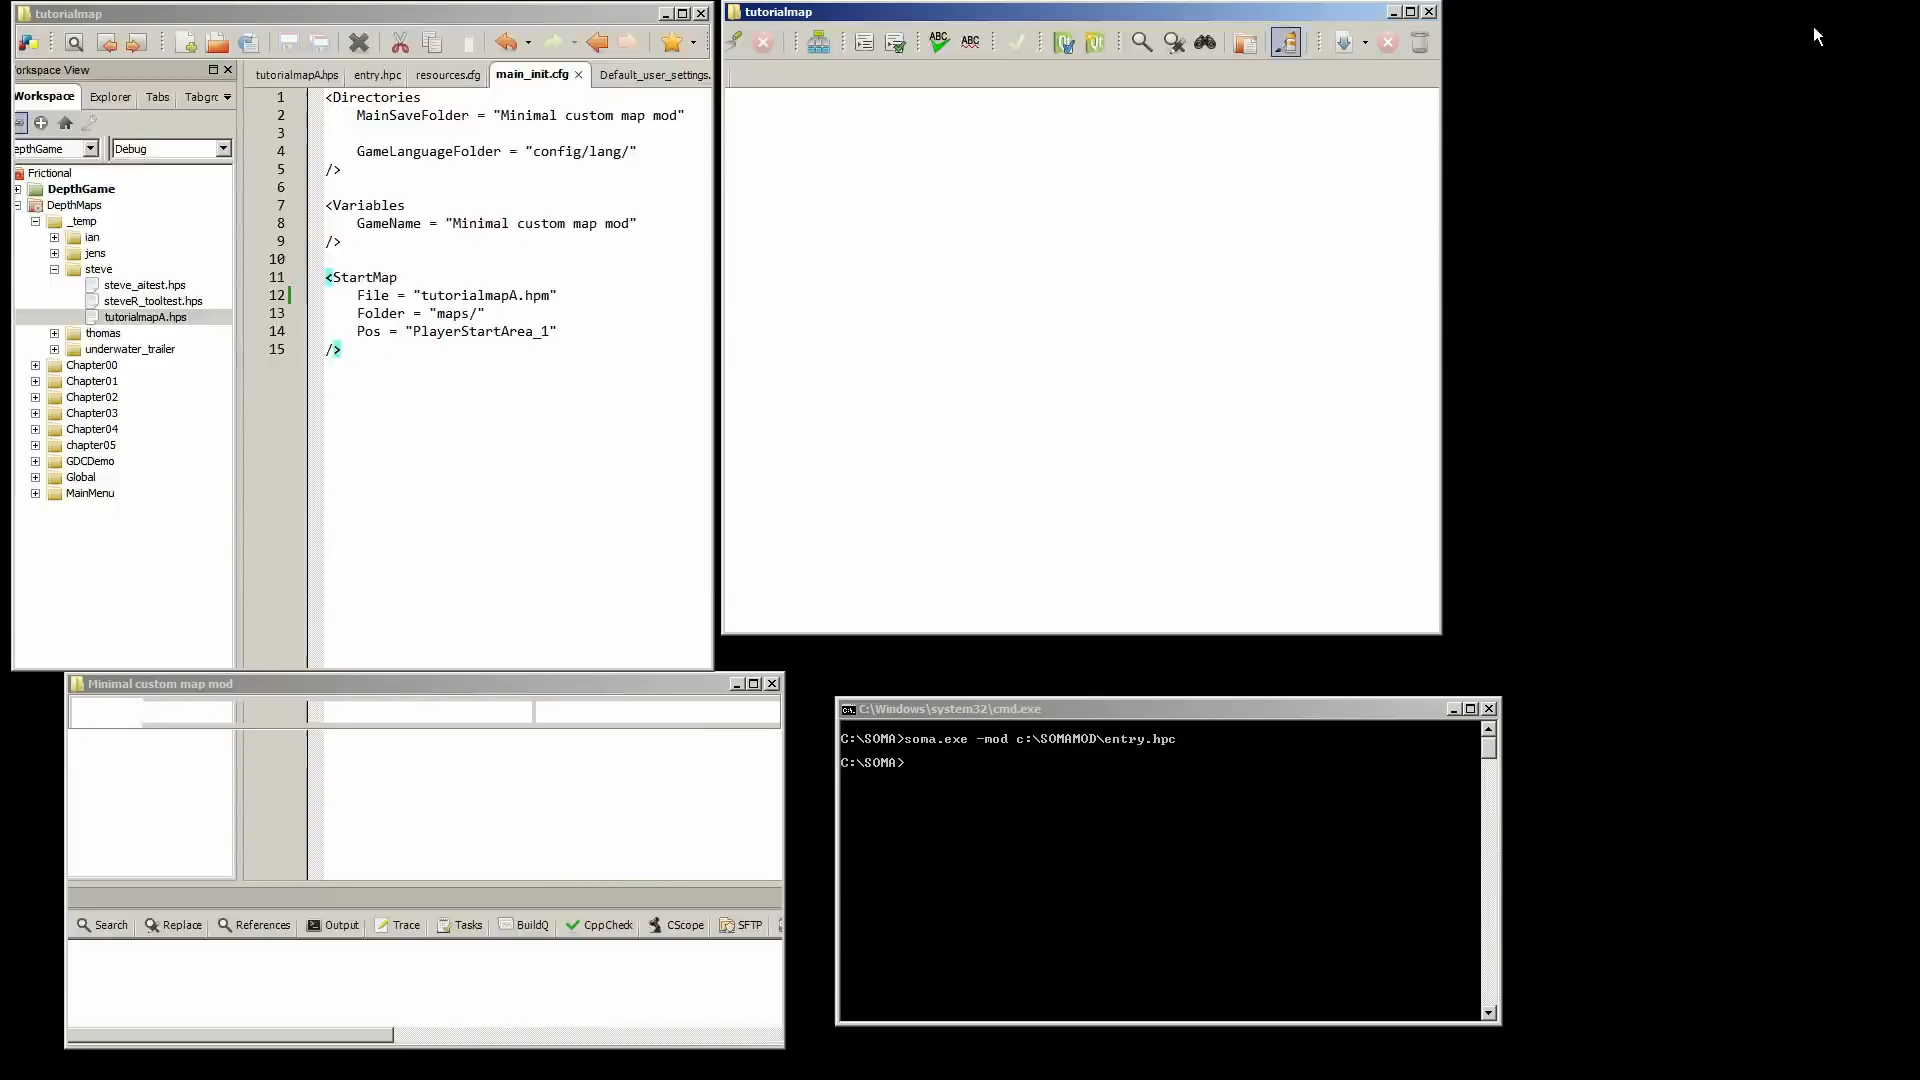 tutorialmap
Workspace View
Workspace Explorer Tabs Tabgro
epthGame Debug
Frictional
DepthGame
DepthMaps
_temp
ian
jens
steve
steve_aitest.hps
steveR_tooltest.hps
tutorialmapA.hps
thomas
underwater_trailer
Chapter00
Chapter01
Chapter02
Chapter03
Chapter04
chapter05
GDCDemo
Global
MainMenu
tutorialmapA.hps entry.hpc resources.cfg main_init.cfg Default_user_settings.
1 <Directories
2 MainSaveFolder = "Minimal custom map mod"
3
4 GameLanguageFolder = "config/lang/"
5 />
6
7 <Variables
8 GameName = "Minimal custom map mod"
9 />
10
11 <StartMap
12 File = "tutorialmapA.hpm"
13 Folder = "maps/"
14 Pos = "PlayerStartArea_1"
15 />
tutorialmap
ABC ABC
Minimal custom map mod
Search Replace References Output Trace Tasks BuildQ CppCheck CScope SFTP
C:\Windows\system32\cmd.exe
C:\SOMA>soma.exe -mod c:\SOMAMOD\entry.hpc
C:\SOMA>